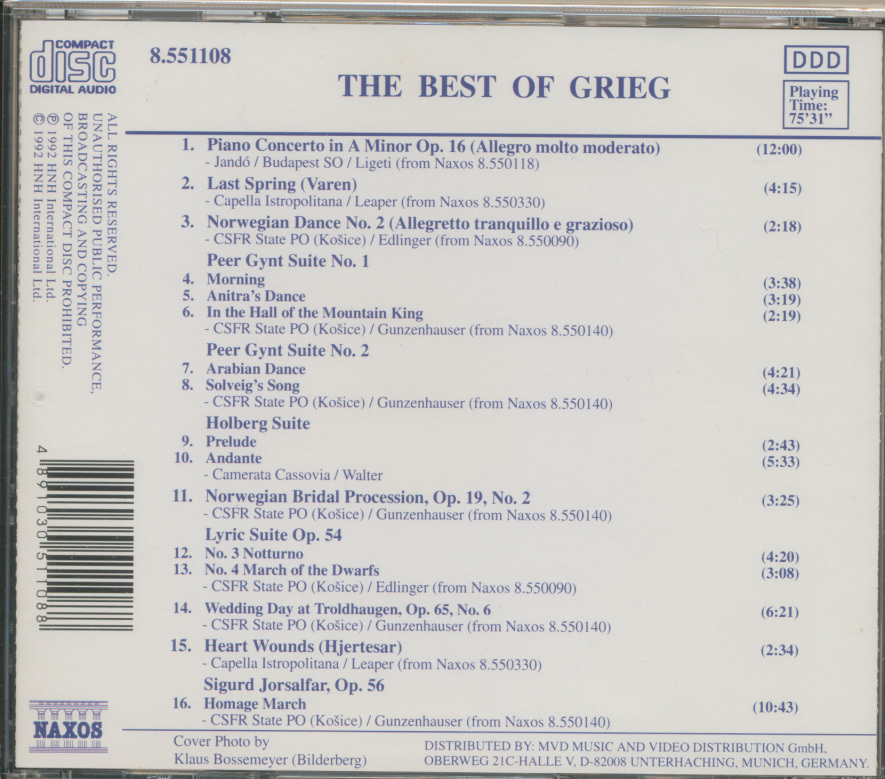 COMPACT
disc
DIGITAL AUDIO
8.551108
THE BEST OF GRIEG
DDD
Playing
Time:
75'31"
ALL RIGHTS RESERVED.
UNAUTHORISED PUBLIC PERFORMANCE,
BROADCASTING AND COPYING
OF THIS COMPACT DISC PROHIBITED.
℗ 1992 HNH International Ltd.
© 1992 HNH International Ltd.
1. Piano Concerto in A Minor Op. 16 (Allegro molto moderato) (12:00)
- Jandó / Budapest SO / Ligeti (from Naxos 8.550118)
2. Last Spring (Varen) (4:15)
- Capella Istropolitana / Leaper (from Naxos 8.550330)
3. Norwegian Dance No. 2 (Allegretto tranquillo e grazioso) (2:18)
- CSFR State PO (Košice) / Edlinger (from Naxos 8.550090)
Peer Gynt Suite No. 1
4. Morning (3:38)
5. Anitra's Dance (3:19)
6. In the Hall of the Mountain King (2:19)
- CSFR State PO (Košice) / Gunzenhauser (from Naxos 8.550140)
Peer Gynt Suite No. 2
7. Arabian Dance (4:21)
8. Solveig's Song (4:34)
- CSFR State PO (Košice) / Gunzenhauser (from Naxos 8.550140)
Holberg Suite
9. Prelude (2:43)
10. Andante (5:33)
- Camerata Cassovia / Walter
11. Norwegian Bridal Procession, Op. 19, No. 2 (3:25)
- CSFR State PO (Košice) / Gunzenhauser (from Naxos 8.550140)
Lyric Suite Op. 54
12. No. 3 Notturno (4:20)
13. No. 4 March of the Dwarfs (3:08)
- CSFR State PO (Košice) / Edlinger (from Naxos 8.550090)
14. Wedding Day at Troldhaugen, Op. 65, No. 6 (6:21)
- CSFR State PO (Košice) / Gunzenhauser (from Naxos 8.550140)
15. Heart Wounds (Hjertesar) (2:34)
- Capella Istropolitana / Leaper (from Naxos 8.550330)
Sigurd Jorsalfar, Op. 56
16. Homage March (10:43)
- CSFR State PO (Košice) / Gunzenhauser (from Naxos 8.550140)
4 891030 511088
NAXOS
Cover Photo by
Klaus Bossemeyer (Bilderberg)
DISTRIBUTED BY: MVD MUSIC AND VIDEO DISTRIBUTION GmbH,
OBERWEG 21C-HALLE V, D-82008 UNTERHACHING, MUNICH, GERMANY.